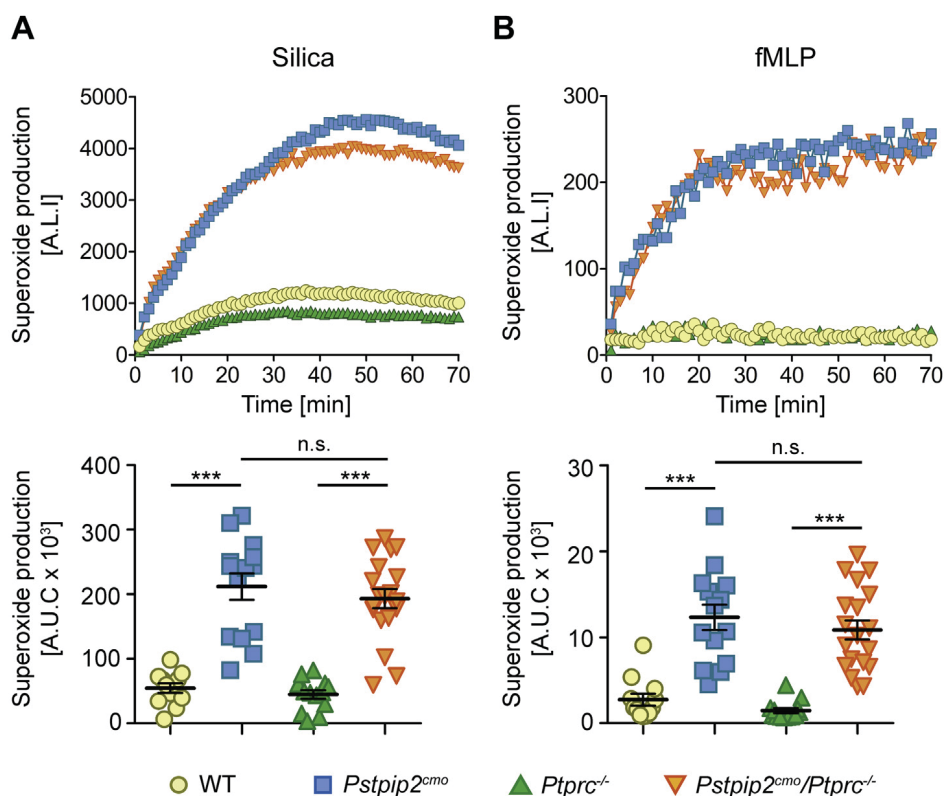 A
B
Silica
fMLP
Superoxide production
[A.L.I]
5000
4000
3000
2000
1000
0
0 10 20 30 40 50 60 70
Time [min]
Superoxide production
[A.L.I]
300
200
100
0
0 10 20 30 40 50 60 70
Time [min]
Superoxide production
[A.U.C x 10³]
400
300
200
100
0
n.s.
*** ***
Superoxide production
[A.U.C x 10³]
30
20
10
0
n.s.
***
***
WT Pstpip2ᶜᵐᵒ Ptprc⁻/⁻ Pstpip2ᶜᵐᵒ/Ptprc⁻/⁻